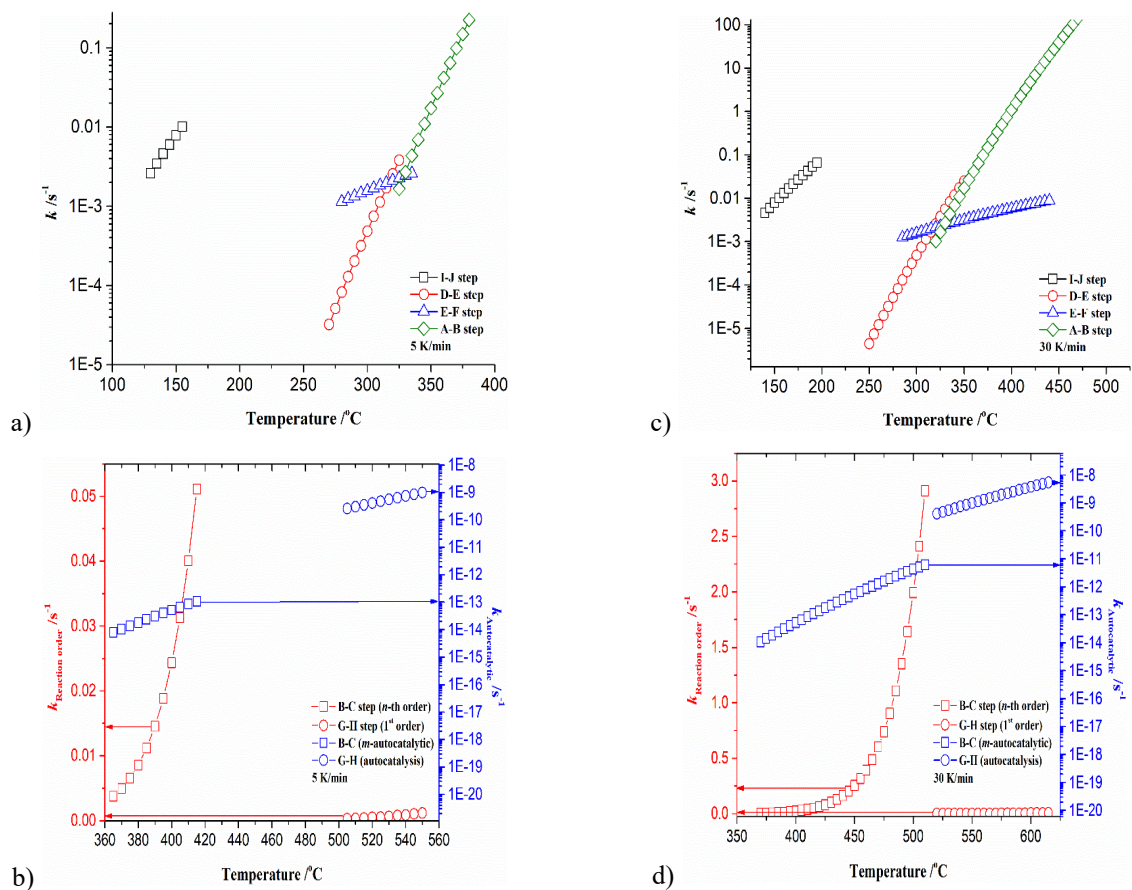 0.1
0.01
1E-3
1E-4
1E-5
k /s⁻¹
I-J step
D-E step
E-F step
A-B step
5 K/min
100 150 200 250 300 350 400
Temperature /°C
a)
100
10
1
0.1
0.01
1E-3
1E-4
1E-5
k /s⁻¹
I-J step
D-E step
E-F step
A-B step
30 K/min
150 200 250 300 350 400 450 500
Temperature /°C
c)
0.05
0.04
0.03
0.02
0.01
0.00
k Reaction order /s⁻¹
1E-8
1E-9
1E-10
1E-11
1E-12
1E-13
1E-14
1E-15
1E-16
1E-17
1E-18
1E-19
1E-20
k Autocatalytic /s⁻¹
B-C step (n-th order)
G-II step (1st order)
B-C (m-autocatalytic)
G-H (autocatalysis)
5 K/min
360 380 400 420 440 460 480 500 520 540 560
Temperature /°C
b)
3.0
2.5
2.0
1.5
1.0
0.5
0.0
k Reaction order /s⁻¹
1E-8
1E-9
1E-10
1E-11
1E-12
1E-13
1E-14
1E-15
1E-16
1E-17
1E-18
1E-19
1E-20
k Autocatalytic /s⁻¹
B-C step (n-th order)
G-H step (1st order)
B-C (m-autocatalytic)
G-II (autocatalysis)
30 K/min
350 400 450 500 550 600
Temperature /°C
d)